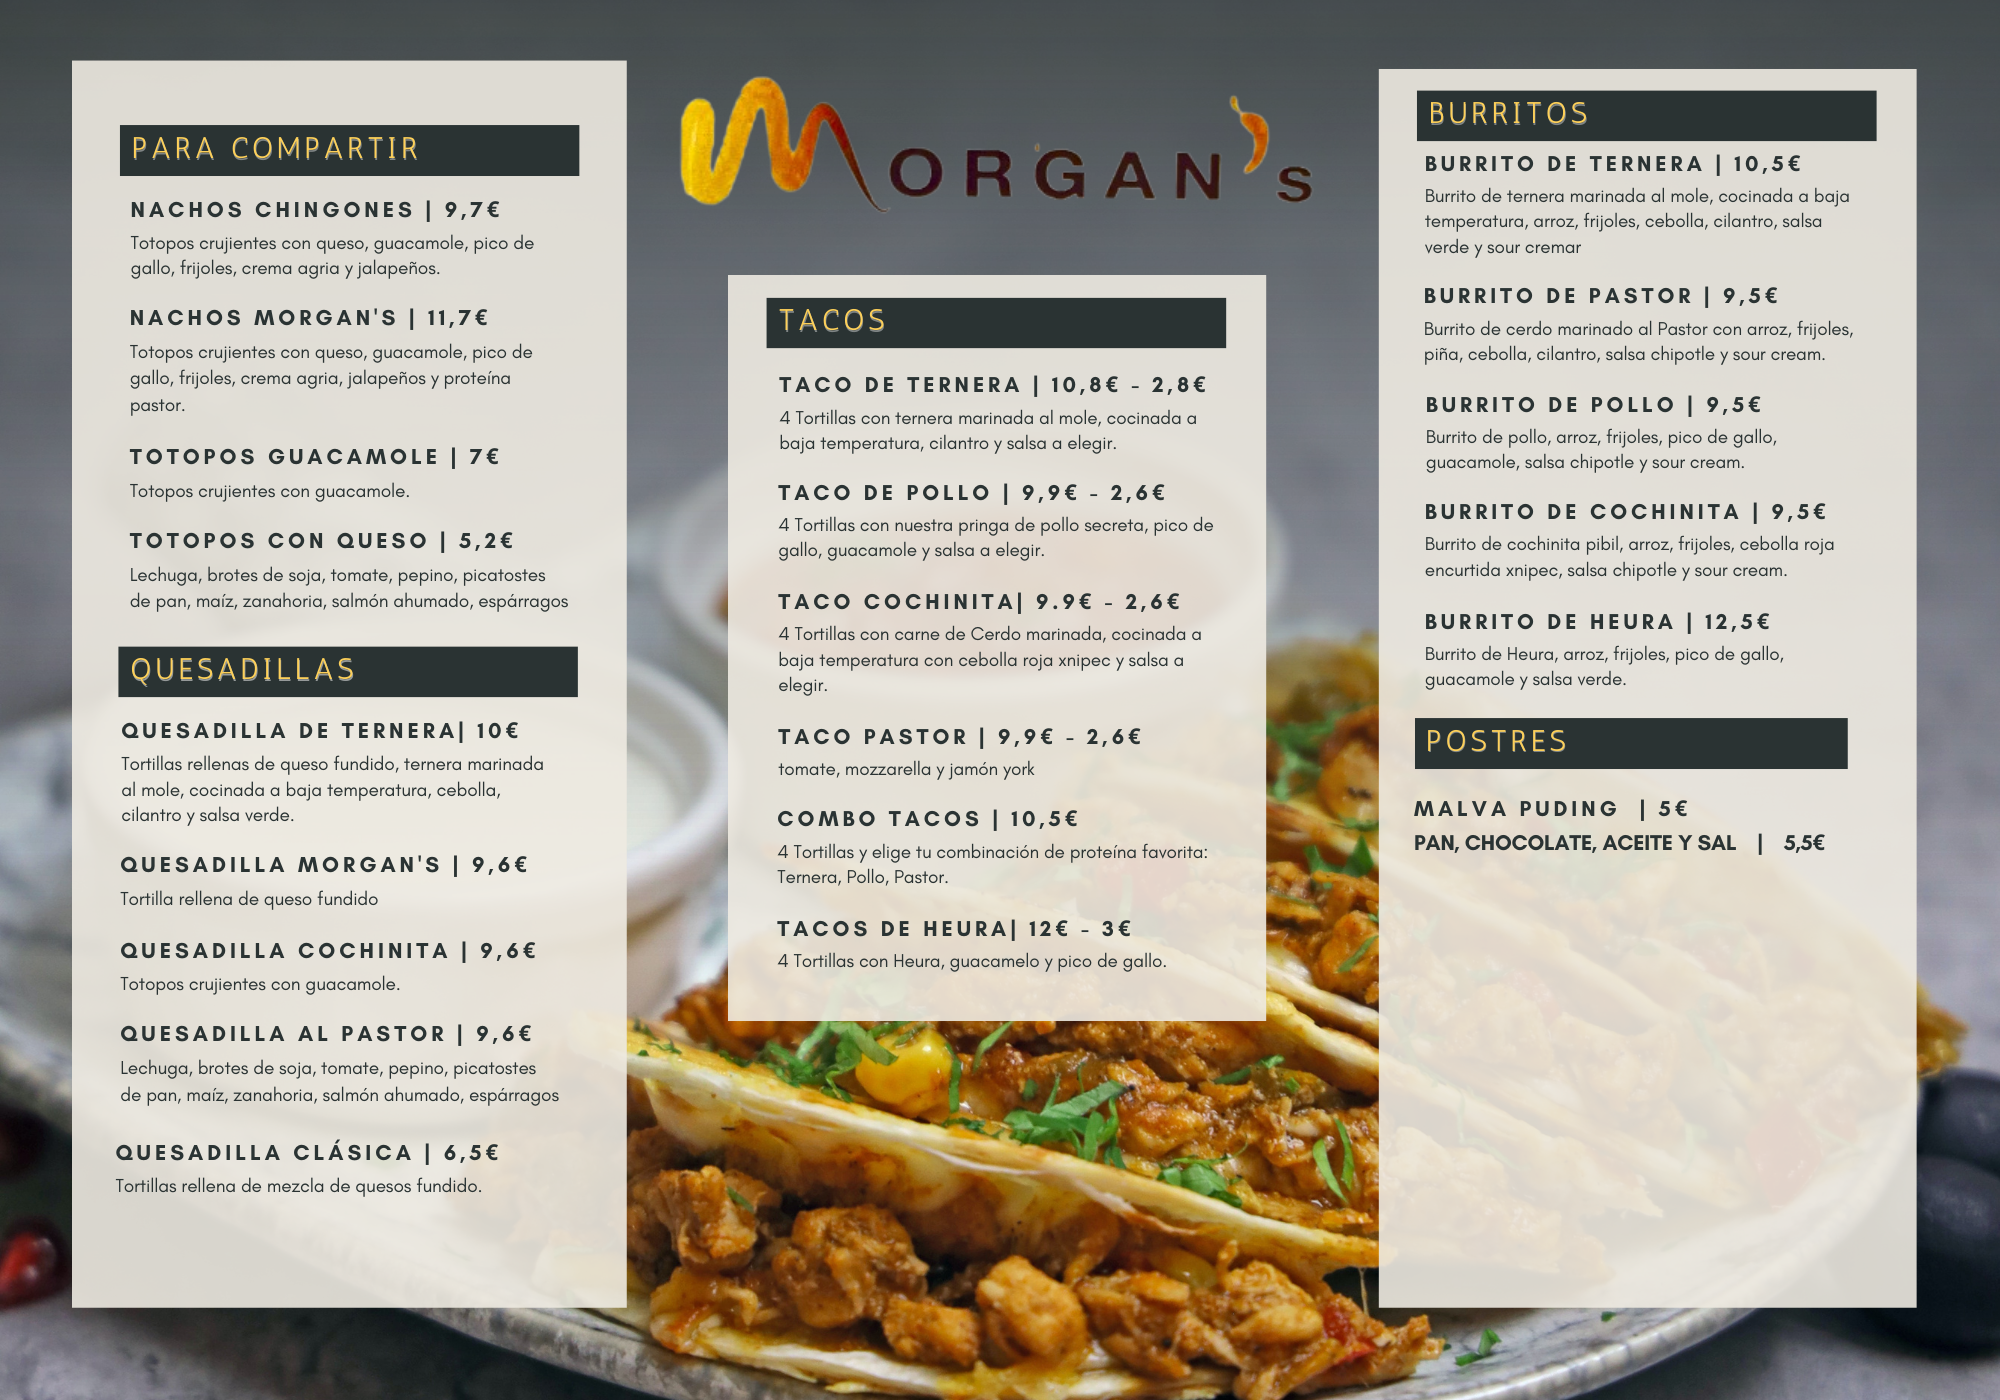 PARA COMPARTIR
NACHOS CHINGONES | 9,7€
Totopos crujientes con queso, guacamole, pico de
gallo, frijoles, crema agria y jalapeños.
NACHOS MORGAN'S | 11,7€
Totopos crujientes con queso, guacamole, pico de
gallo, frijoles, crema agria, jalapeños y proteína
pastor.
TOTOPOS GUACAMOLE | 7€
Totopos crujientes con guacamole.
TOTOPOS CON QUESO | 5,2€
Lechuga, brotes de soja, tomate, pepino, picatostes
de pan, maíz, zanahoria, salmón ahumado, espárragos
QUESADILLAS
QUESADILLA DE TERNERA| 10€
Tortillas rellenas de queso fundido, ternera marinada
al mole, cocinada a baja temperatura, cebolla,
cilantro y salsa verde.
QUESADILLA MORGAN'S | 9,6€
Tortilla rellena de queso fundido
QUESADILLA COCHINITA | 9,6€
Totopos crujientes con guacamole.
QUESADILLA AL PASTOR | 9,6€
Lechuga, brotes de soja, tomate, pepino, picatostes
de pan, maíz, zanahoria, salmón ahumado, espárragos
QUESADILLA CLÁSICA | 6,5€
Tortillas rellena de mezcla de quesos fundido.
MORGAN's
TACOS
TACO DE TERNERA | 10,8€ - 2,8€
4 Tortillas con ternera marinada al mole, cocinada a
baja temperatura, cilantro y salsa a elegir.
TACO DE POLLO | 9,9€ - 2,6€
4 Tortillas con nuestra pringa de pollo secreta, pico de
gallo, guacamole y salsa a elegir.
TACO COCHINITA| 9.9€ - 2,6€
4 Tortillas con carne de Cerdo marinada, cocinada a
baja temperatura con cebolla roja xnipec y salsa a
elegir.
TACO PASTOR | 9,9€ - 2,6€
tomate, mozzarella y jamón york
COMBO TACOS | 10,5€
4 Tortillas y elige tu combinación de proteína favorita:
Ternera, Pollo, Pastor.
TACOS DE HEURA| 12€ - 3€
4 Tortillas con Heura, guacamelo y pico de gallo.
BURRITOS
BURRITO DE TERNERA | 10,5€
Burrito de ternera marinada al mole, cocinada a baja
temperatura, arroz, frijoles, cebolla, cilantro, salsa
verde y sour cremar
BURRITO DE PASTOR | 9,5€
Burrito de cerdo marinado al Pastor con arroz, frijoles,
piña, cebolla, cilantro, salsa chipotle y sour cream.
BURRITO DE POLLO | 9,5€
Burrito de pollo, arroz, frijoles, pico de gallo,
guacamole, salsa chipotle y sour cream.
BURRITO DE COCHINITA | 9,5€
Burrito de cochinita pibil, arroz, frijoles, cebolla roja
encurtida xnipec, salsa chipotle y sour cream.
BURRITO DE HEURA | 12,5€
Burrito de Heura, arroz, frijoles, pico de gallo,
guacamole y salsa verde.
POSTRES
MALVA PUDING | 5€
PAN, CHOCOLATE, ACEITE Y SAL | 5,5€